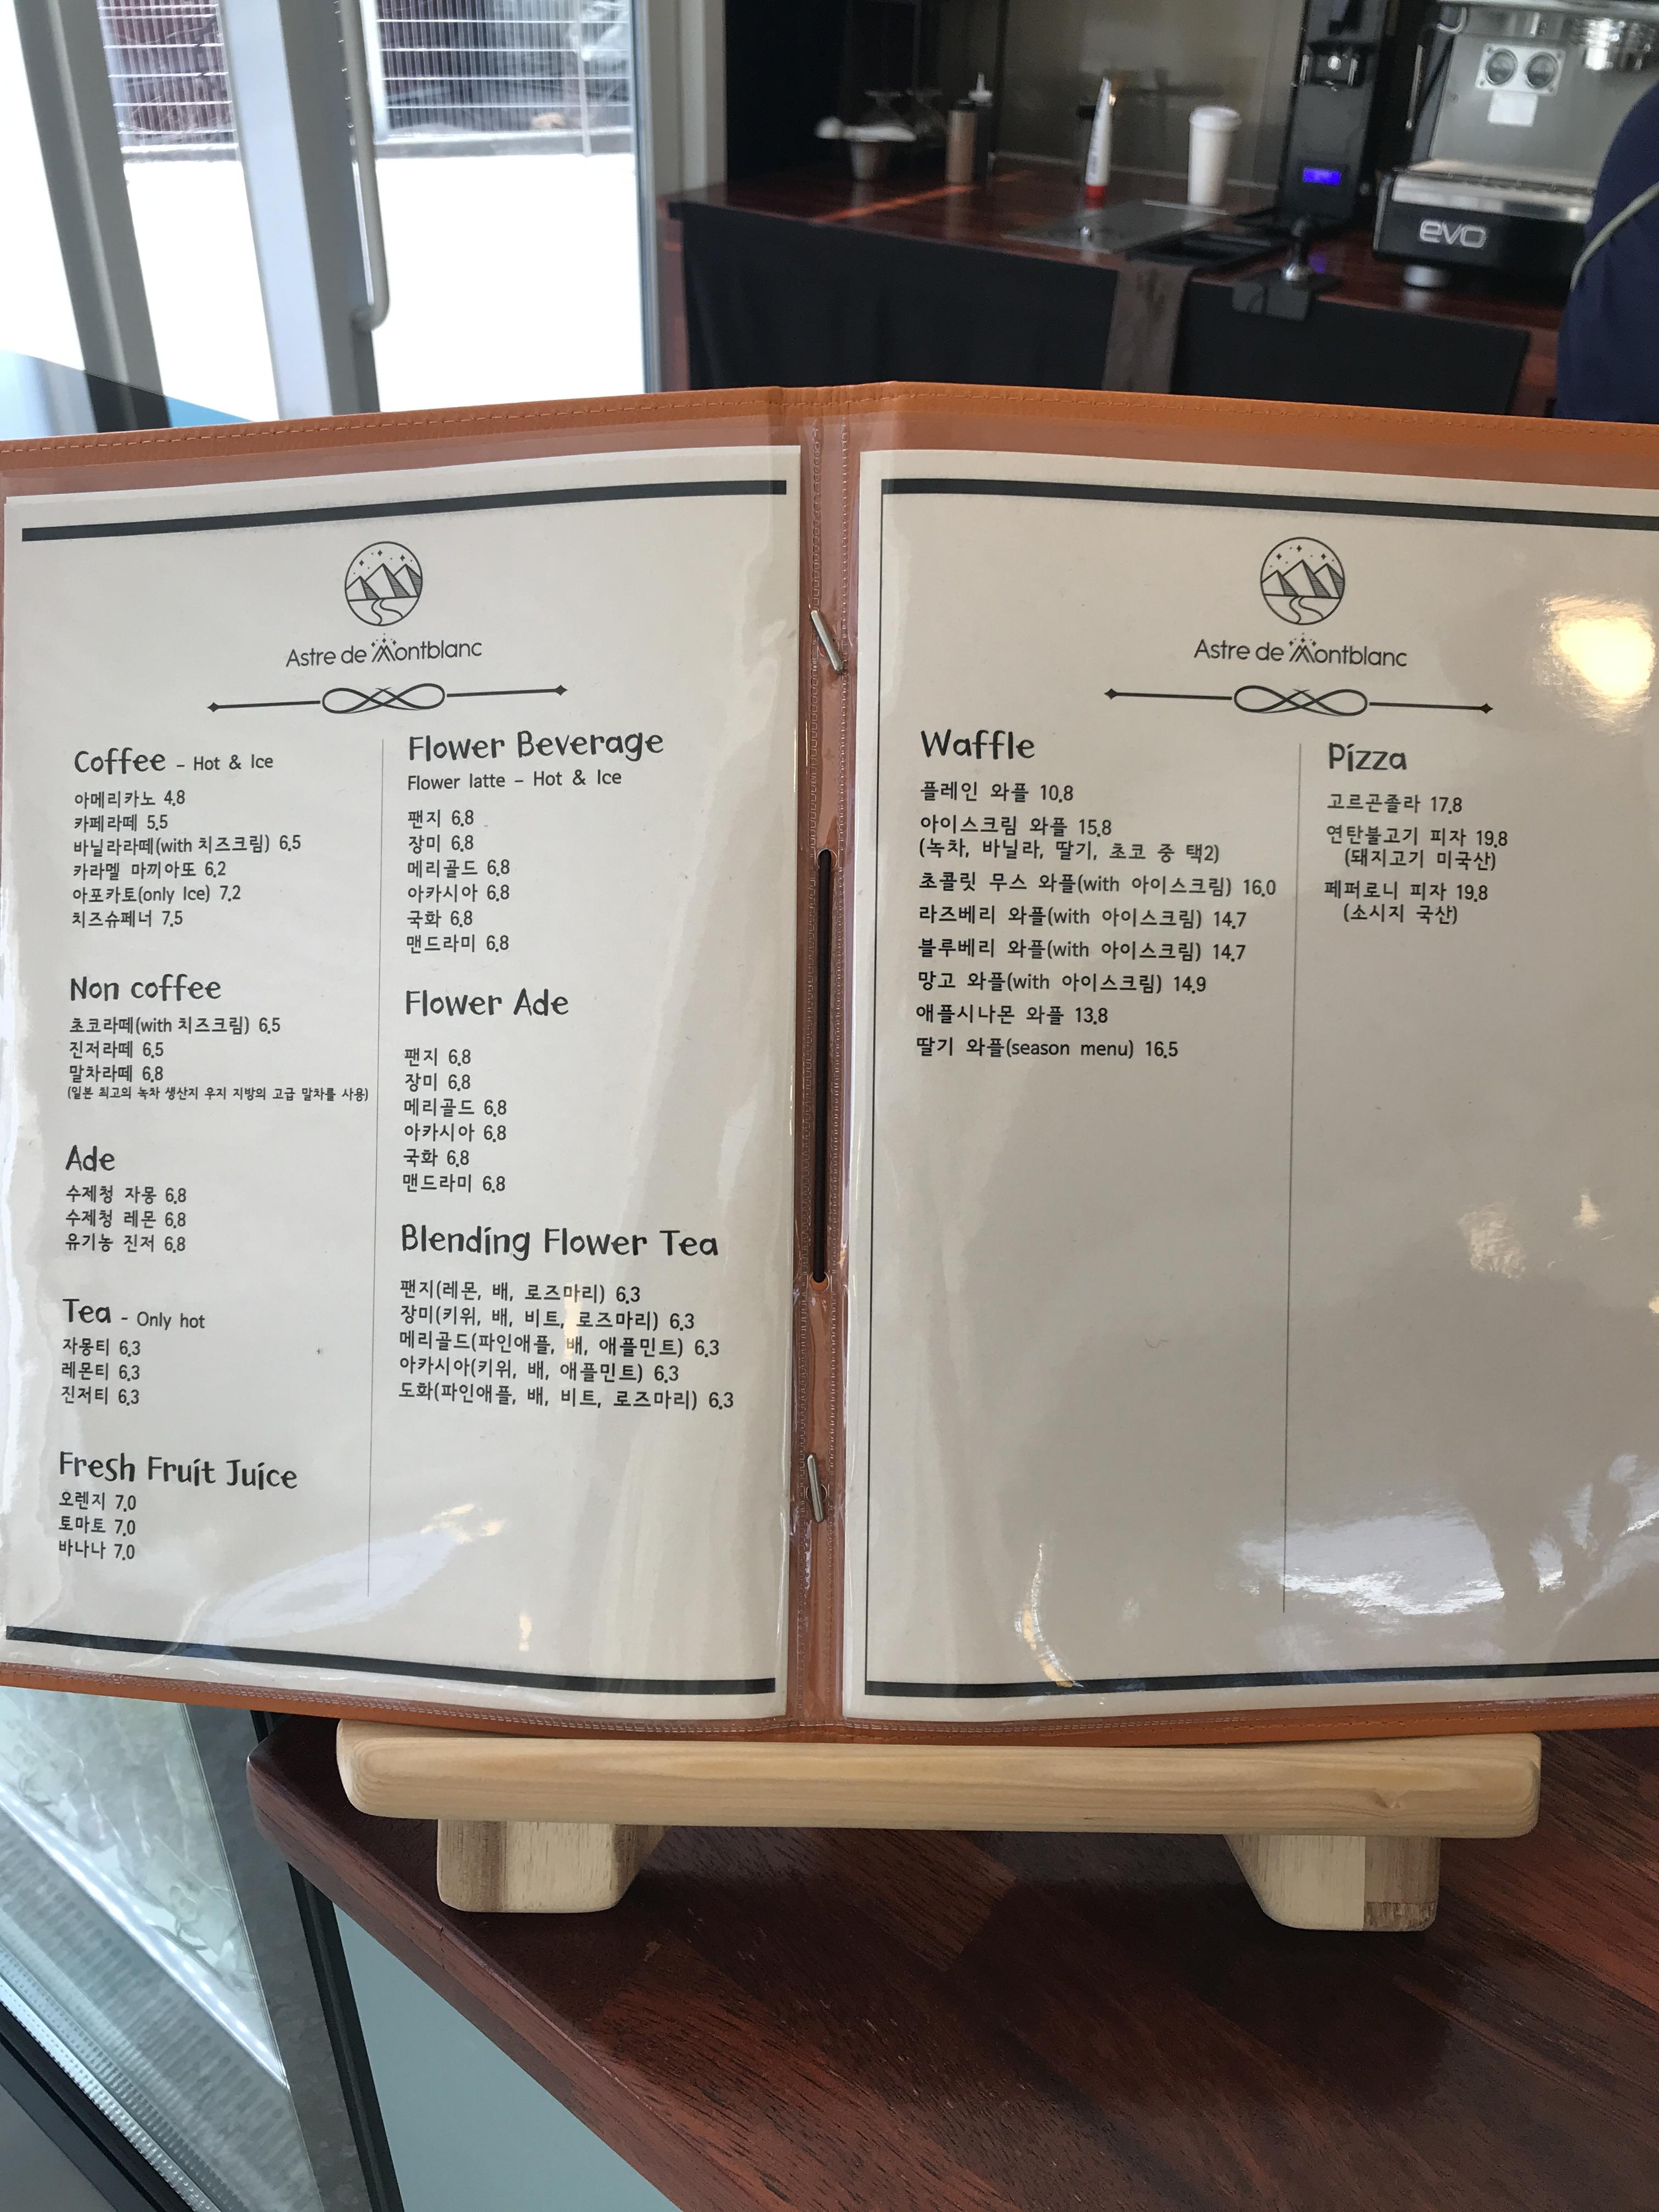 evo
Astre de Montblanc
Coffee - Hot & Ice
아메리카노 4.8
카페라떼 5.5
바닐라라떼(with 치즈크림) 6.5
카라멜 마끼아또 6.2
아포카토(only Ice) 7.2
치즈슈페너 7.5
Non coffee
초코라떼(with 치즈크림) 6.5
진저라떼 6.5
말차라떼 6.8
(일본 최고의 녹차 생산지 우지 지방의 고급 말차를 사용)
Ade
수제청 자몽 6.8
수제청 레몬 6.8
유기농 진저 6.8
Tea - Only hot
자몽티 6.3
레몬티 6.3
진저티 6.3
Fresh Fruit Juice
오렌지 7.0
토마토 7.0
바나나 7.0
Flower Beverage
Flower latte - Hot & Ice
팬지 6.8
장미 6.8
메리골드 6.8
아카시아 6.8
국화 6.8
맨드라미 6.8
Flower Ade
팬지 6.8
장미 6.8
메리골드 6.8
아카시아 6.8
국화 6.8
맨드라미 6.8
Blending Flower Tea
팬지(레몬, 배, 로즈마리) 6.3
장미(키위, 배, 비트, 로즈마리) 6.3
메리골드(파인애플, 배, 애플민트) 6.3
아카시아(키위, 배, 애플민트) 6.3
도화(파인애플, 배, 비트, 로즈마리) 6.3
Astre de Montblanc
Waffle
플레인 와플 10.8
아이스크림 와플 15.8
(녹차, 바닐라, 딸기, 초코 중 택2)
초콜릿 무스 와플(with 아이스크림) 16.0
라즈베리 와플(with 아이스크림) 14.7
블루베리 와플(with 아이스크림) 14.7
망고 와플(with 아이스크림) 14.9
애플시나몬 와플 13.8
딸기 와플(season menu) 16.5
Pizza
고르곤졸라 17.8
연탄불고기 피자 19.8
(돼지고기 미국산)
페퍼로니 피자 19.8
(소시지 국산)